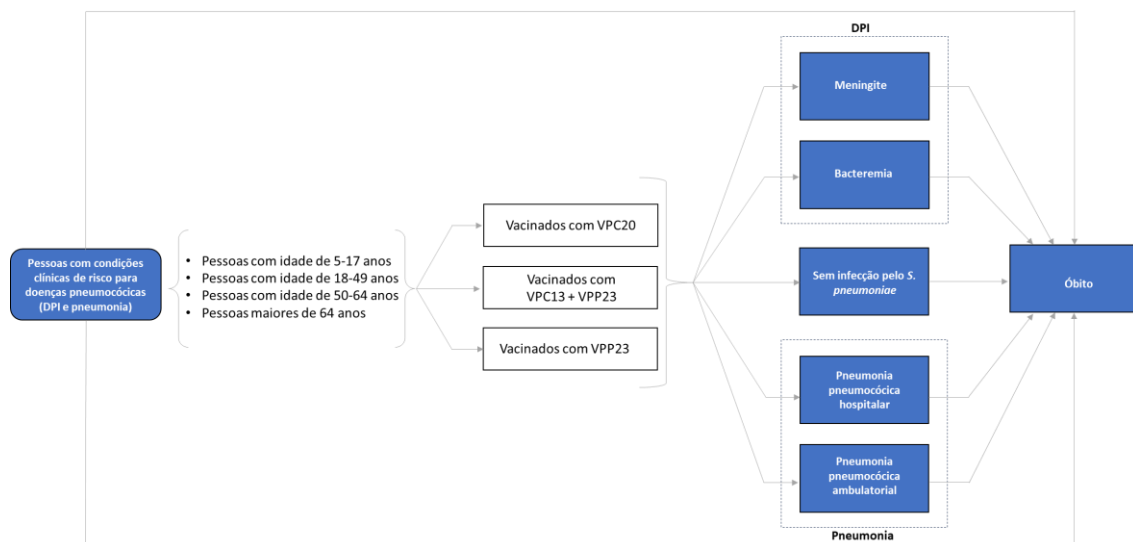 Pessoas com condições
clínicas de risco para
doenças pneumocócicas
(DPI e pneumonia)
• Pessoas com idade de 5-17 anos
• Pessoas com idade de 18-49 anos
• Pessoas com idade de 50-64 anos
• Pessoas maiores de 64 anos
Vacinados com VPC20
Vacinados com
VPC13 + VPP23
Vacinados com VPP23
DPI
Meningite
Bacteremia
Sem infecção pelo S.
pneumoniae
Pneumonia
pneumocócica
hospitalar
Pneumonia
pneumocócica
ambulatorial
Pneumonia
Óbito